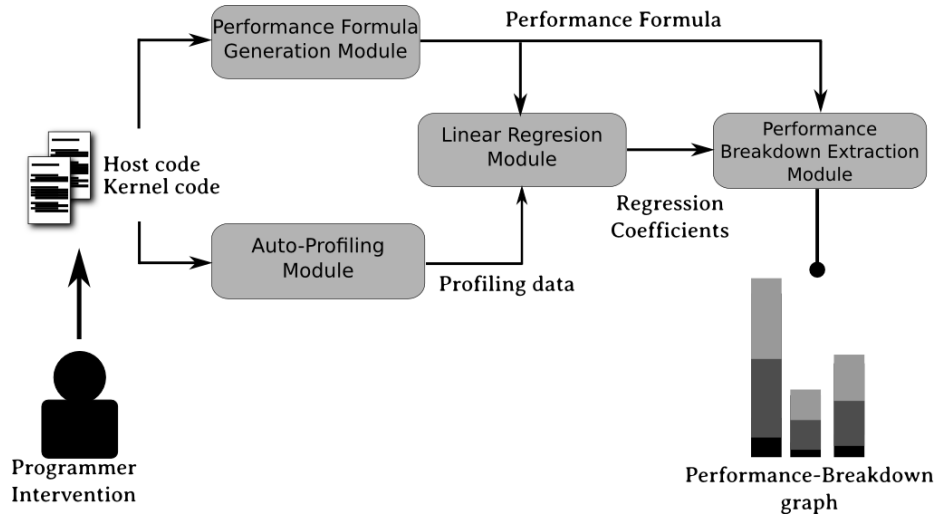 Performance Formula
Generation Module
Performance Formula
Linear Regresion
Module
Performance
Breakdown Extraction
Module
Host code
Kernel code
Regression
Coefficients
Auto-Profiling
Module
Profiling data
Programmer
Intervention
Performance-Breakdown
graph